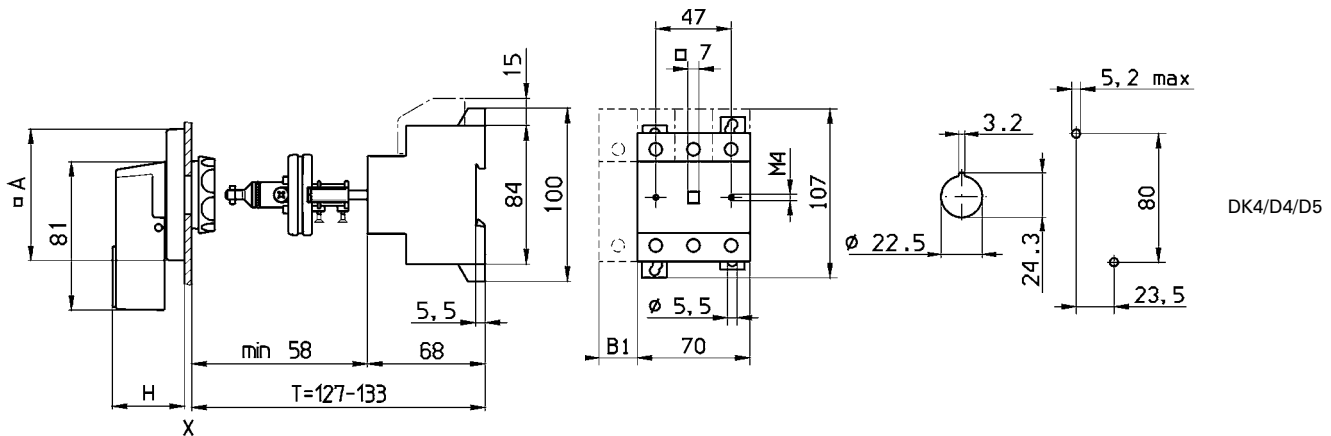 47
□ 7
15
5,2 max
3.2
□ A
81
84
100
M4
107
80
DK4/D4/D5
ø 22.5
24.3
23,5
5,5
ø 5,5
min 58
68
B1
70
H
T=127-133
X